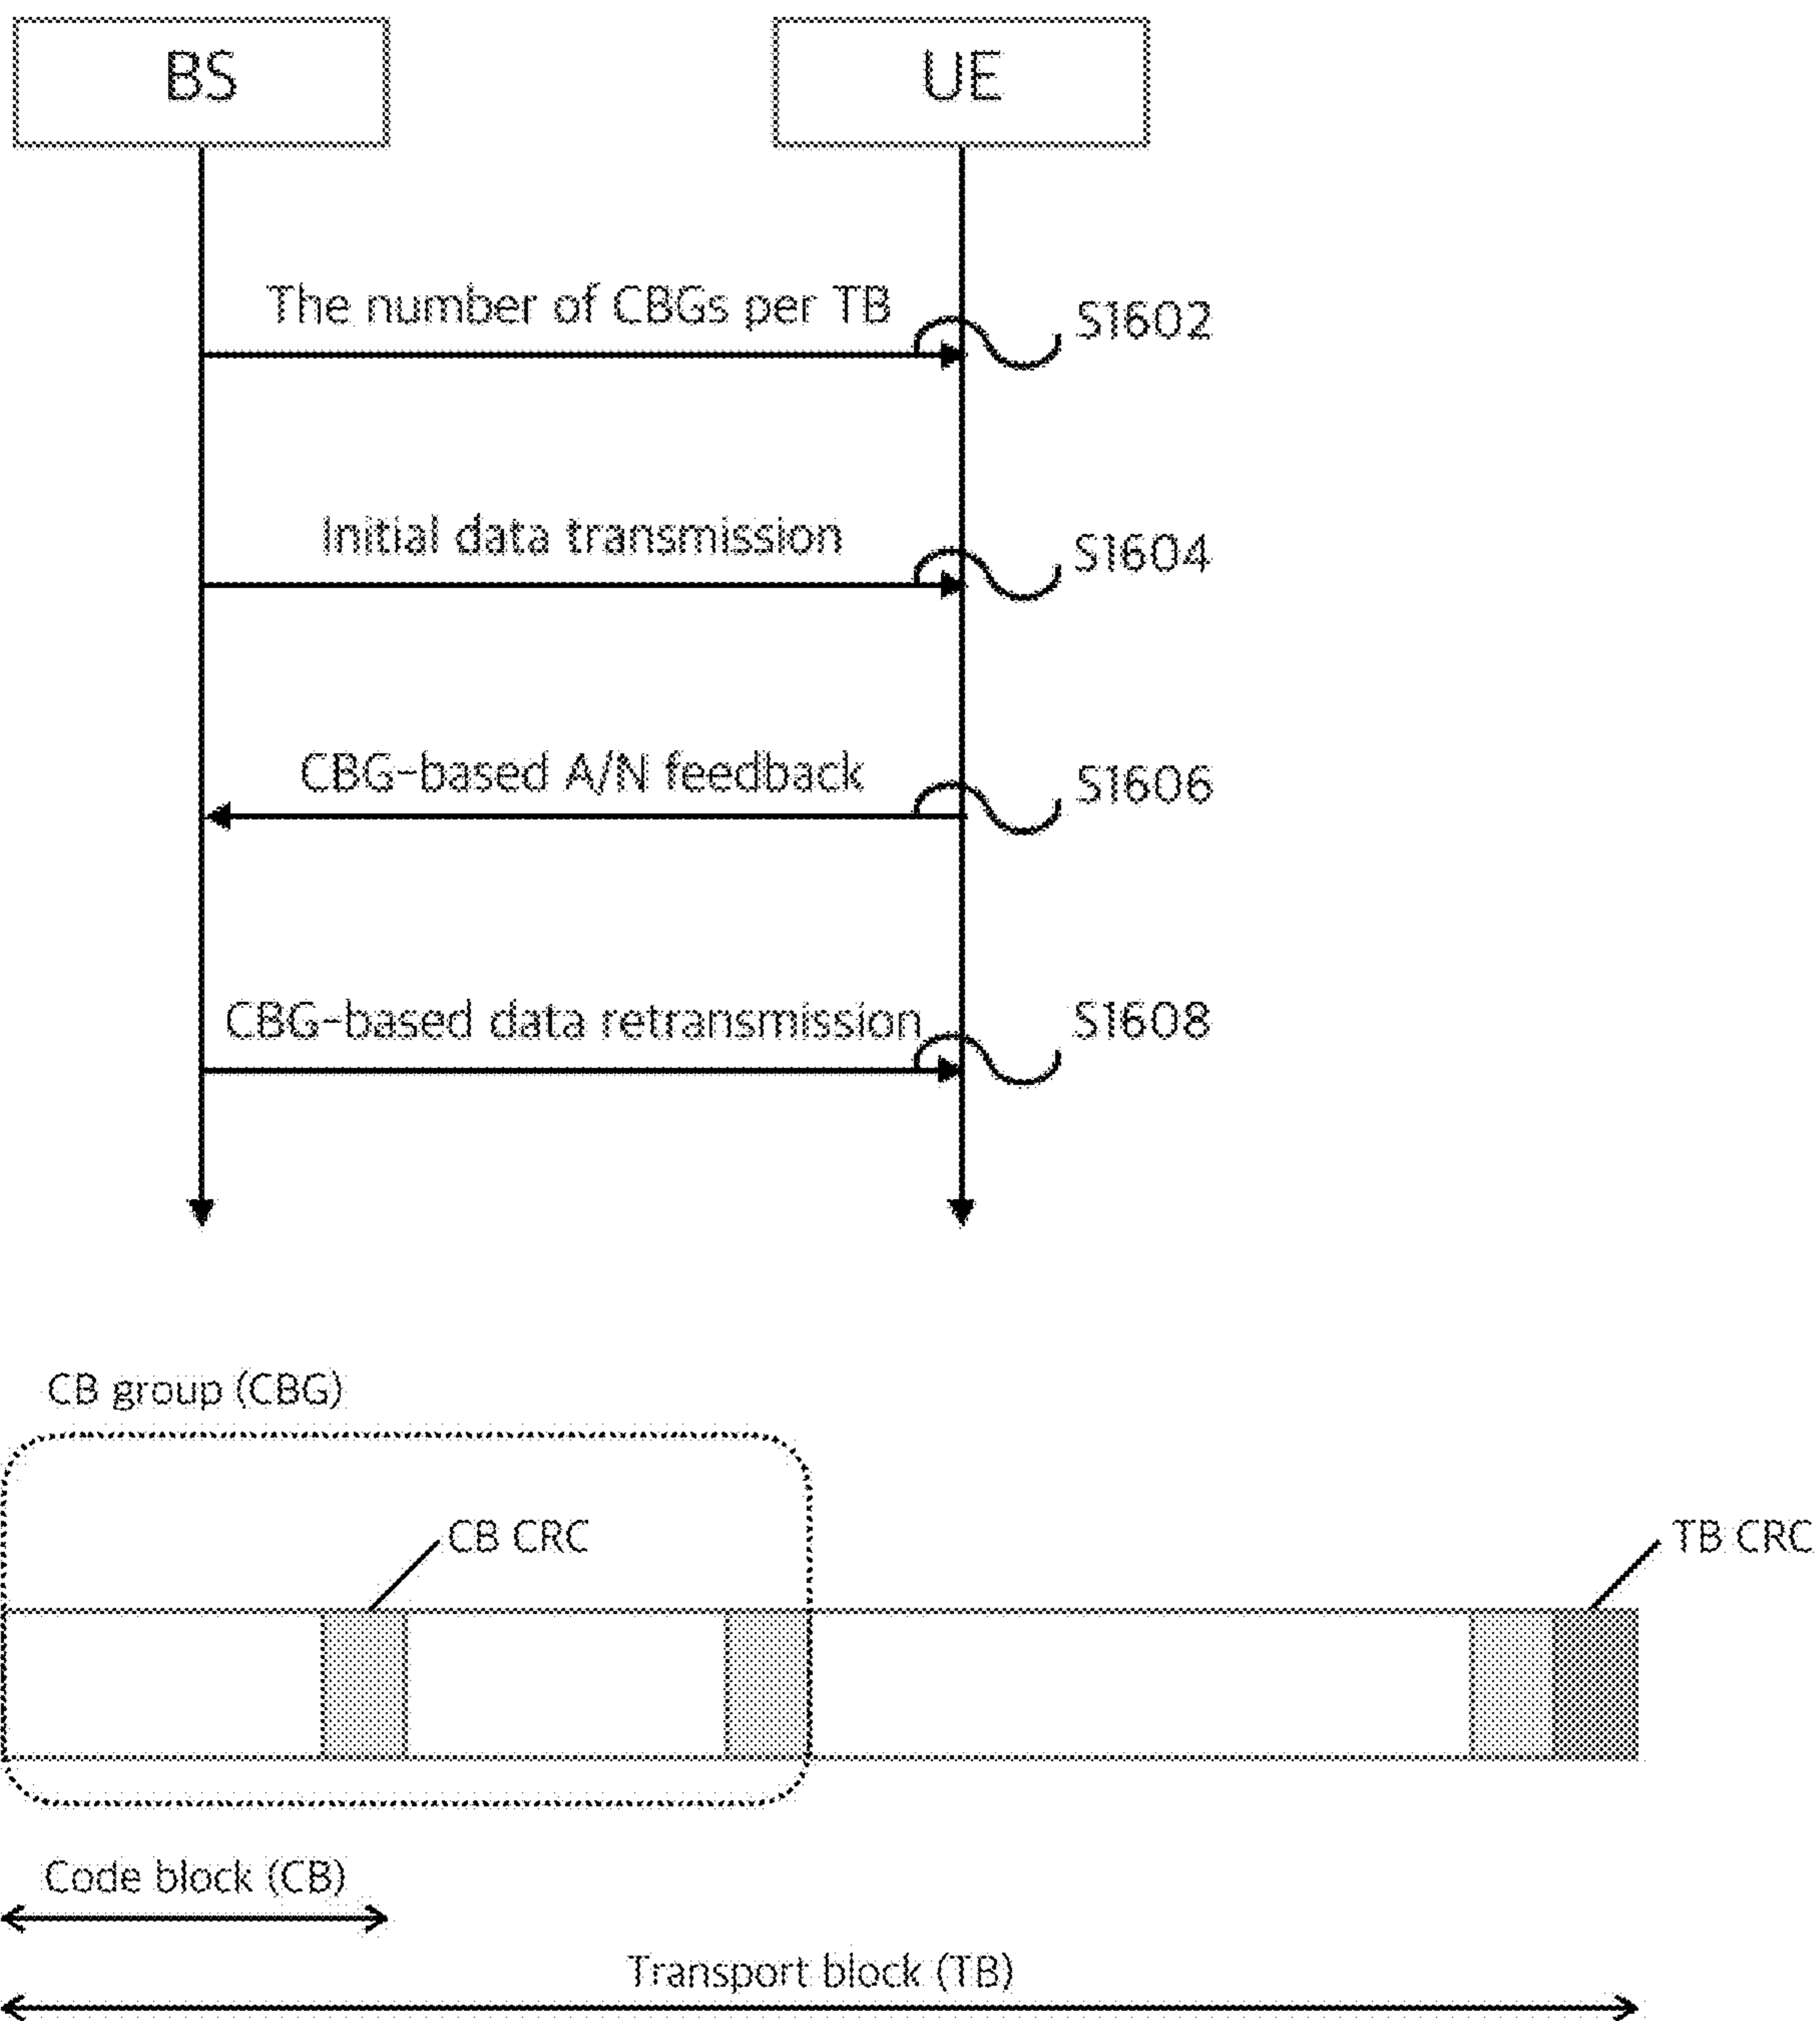 BS
UE
The number of CBGs per TB
S1602
Initial data transmission
S1604
CBG-based A/N feedback
S1606
CBG-based data retransmission
S1608
CB group (CBG)
CB CRC
TB CRC
Code block (CB)
Transport block (TB)